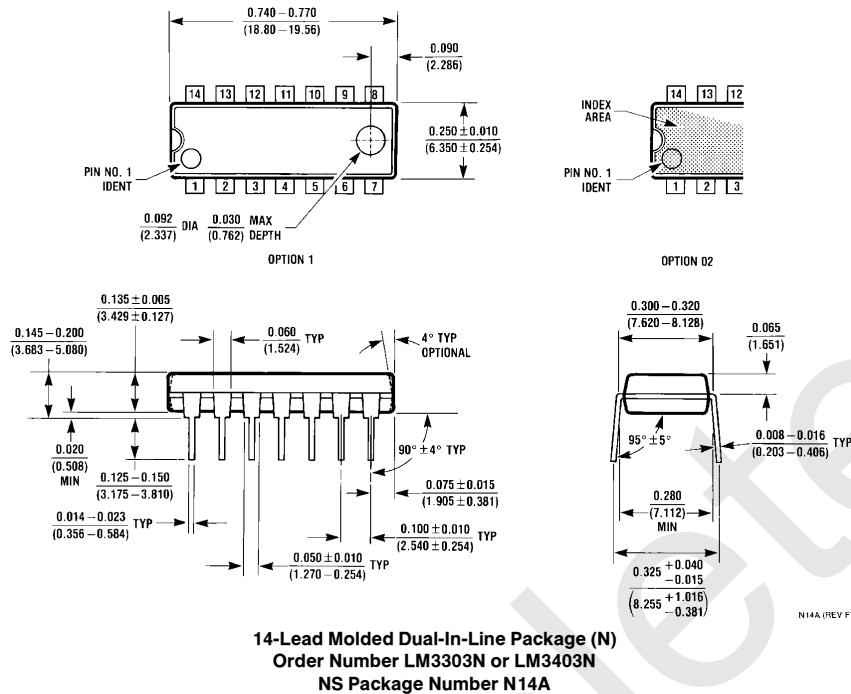 0.740 – 0.770
(18.80 – 19.56)
0.090
(2.286)
14 13 12 11 10 9 8
14 13 12
INDEX
AREA
0.250 ± 0.010
(6.350 ± 0.254)
PIN NO. 1
IDENT
PIN NO. 1
IDENT
1 2 3 4 5 6 7
1 2 3
0.092
(2.337)
DIA
0.030
(0.762)
MAX
DEPTH
OPTION 1
OPTION 02
0.135 ± 0.005
(3.429 ± 0.127)
0.145 – 0.200
(3.683 – 5.080)
0.060
(1.524)
TYP
4° TYP
OPTIONAL
0.300 – 0.320
(7.620 – 8.128)
0.065
(1.651)
0.020
(0.508)
MIN
0.125 – 0.150
(3.175 – 3.810)
90° ± 4° TYP
95° ± 5°
0.008 – 0.016
(0.203 – 0.406)
TYP
0.075 ± 0.015
(1.905 ± 0.381)
0.014 – 0.023
(0.356 – 0.584)
TYP
0.100 ± 0.010
(2.540 ± 0.254)
TYP
0.280
(7.112)
MIN
0.050 ± 0.010
(1.270 – 0.254)
TYP
0.325 +0.040 -0.015
(8.255 +1.016 -0.381)
N14A (REV F)
14-Lead Molded Dual-In-Line Package (N)
Order Number LM3303N or LM3403N
NS Package Number N14A